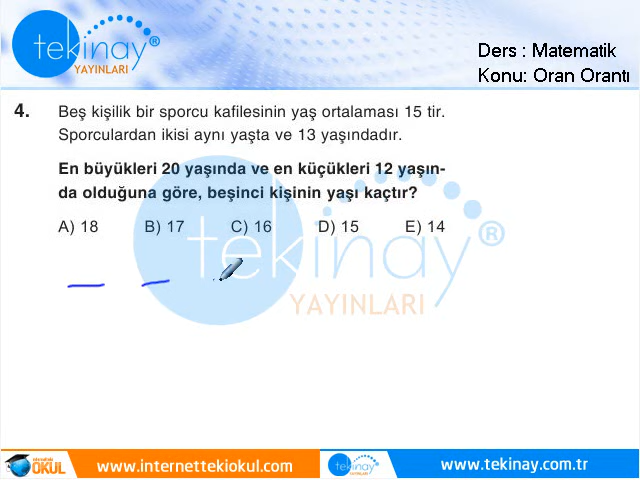 tekinay®
YAYINLARI
Ders : Matematik
Konu: Oran Orantı
4. Beş kişilik bir sporcu kafilesinin yaş ortalaması 15 tir.
Sporculardan ikisi aynı yaşta ve 13 yaşındadır.
En büyükleri 20 yaşında ve en küçükleri 12 yaşın-
da olduğuna göre, beşinci kişinin yaşı kaçtır?
A) 18 B) 17 C) 16 D) 15 E) 14
tekinay®
YAYINLARI
OKUL
www.internettekiokul.com
tekinay
www.tekinay.com.tr